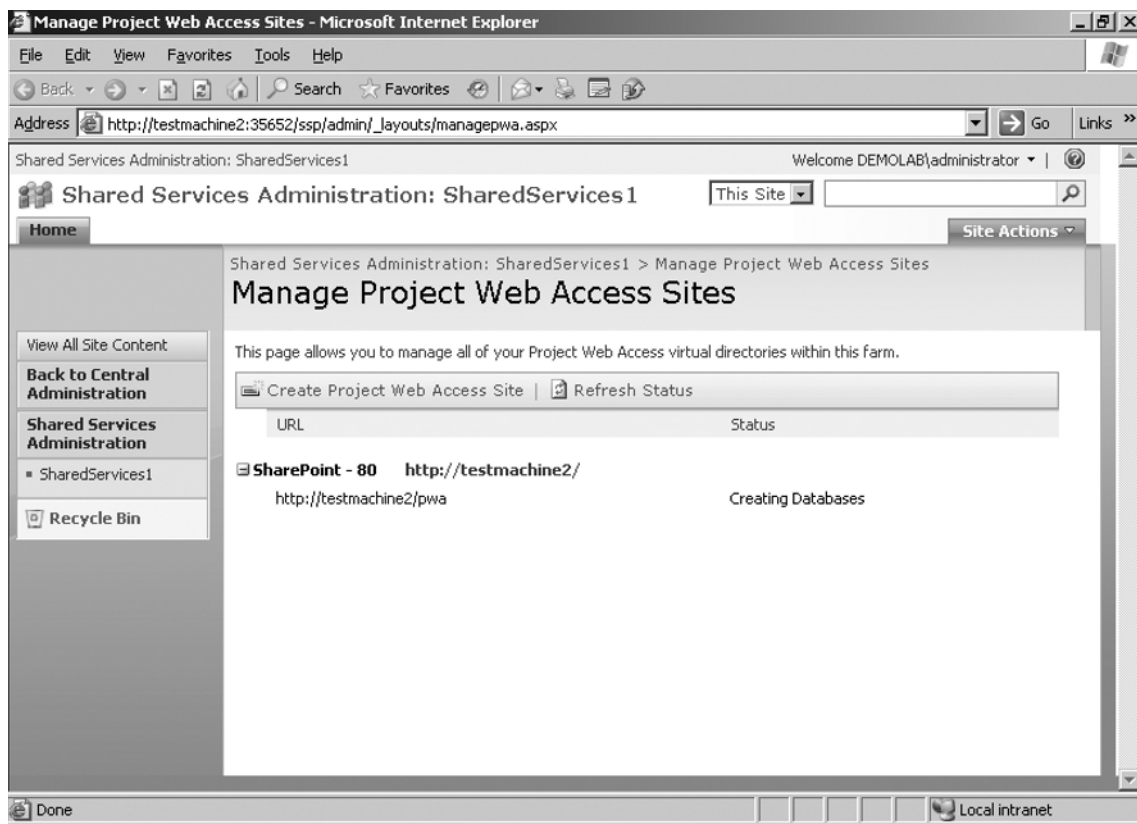 Manage Project Web Access Sites - Microsoft Internet Explorer
File Edit View Favorites Tools Help
Back Search Favorites
Address http://testmachine2:35652/ssp/admin/_layouts/managepwa.aspx Go Links »
Shared Services Administration: SharedServices1 Welcome DEMOLAB\administrator
Shared Services Administration: SharedServices1 This Site
Home Site Actions
Shared Services Administration: SharedServices1 > Manage Project Web Access Sites
Manage Project Web Access Sites
View All Site Content
Back to Central
Administration
Shared Services
Administration
SharedServices1
Recycle Bin
This page allows you to manage all of your Project Web Access virtual directories within this farm.
Create Project Web Access Site | Refresh Status
URL Status
SharePoint - 80 http://testmachine2/
http://testmachine2/pwa Creating Databases
Done Local intranet